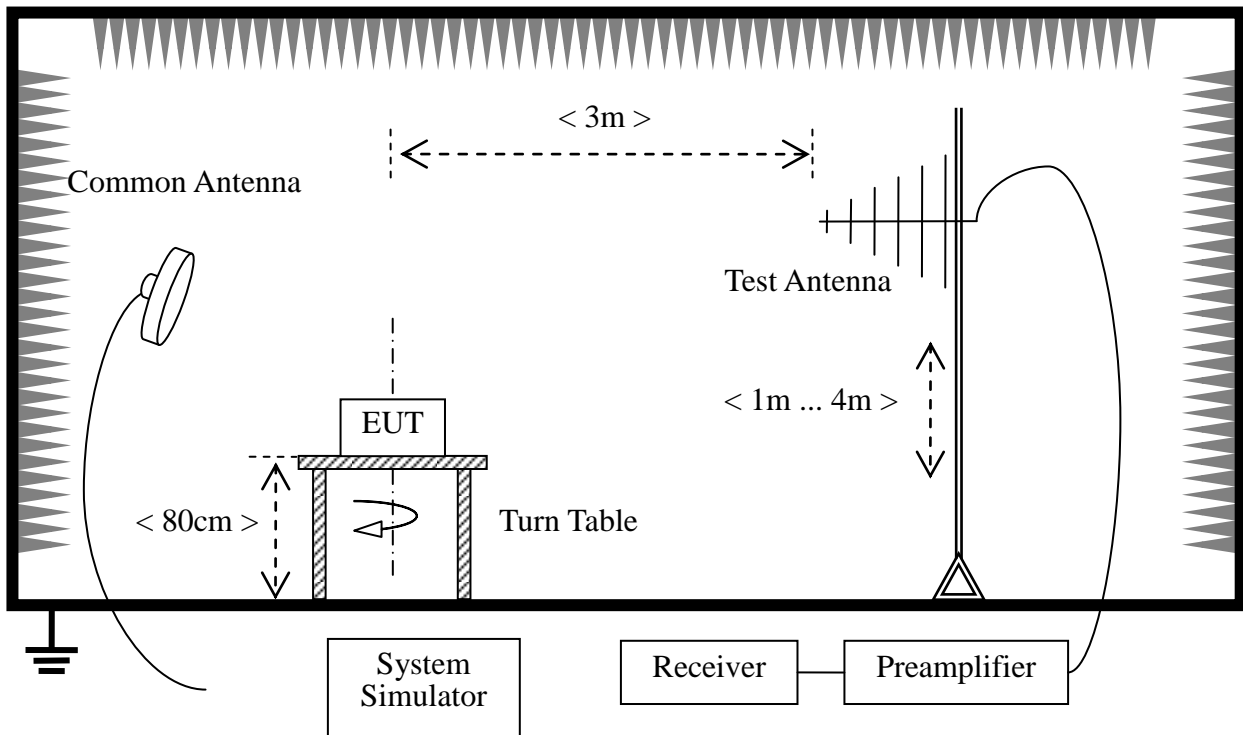 < 3m >
Common Antenna
Test Antenna
< 1m ... 4m >
EUT
< 80cm >
Turn Table
System
Simulator
Receiver
Preamplifier